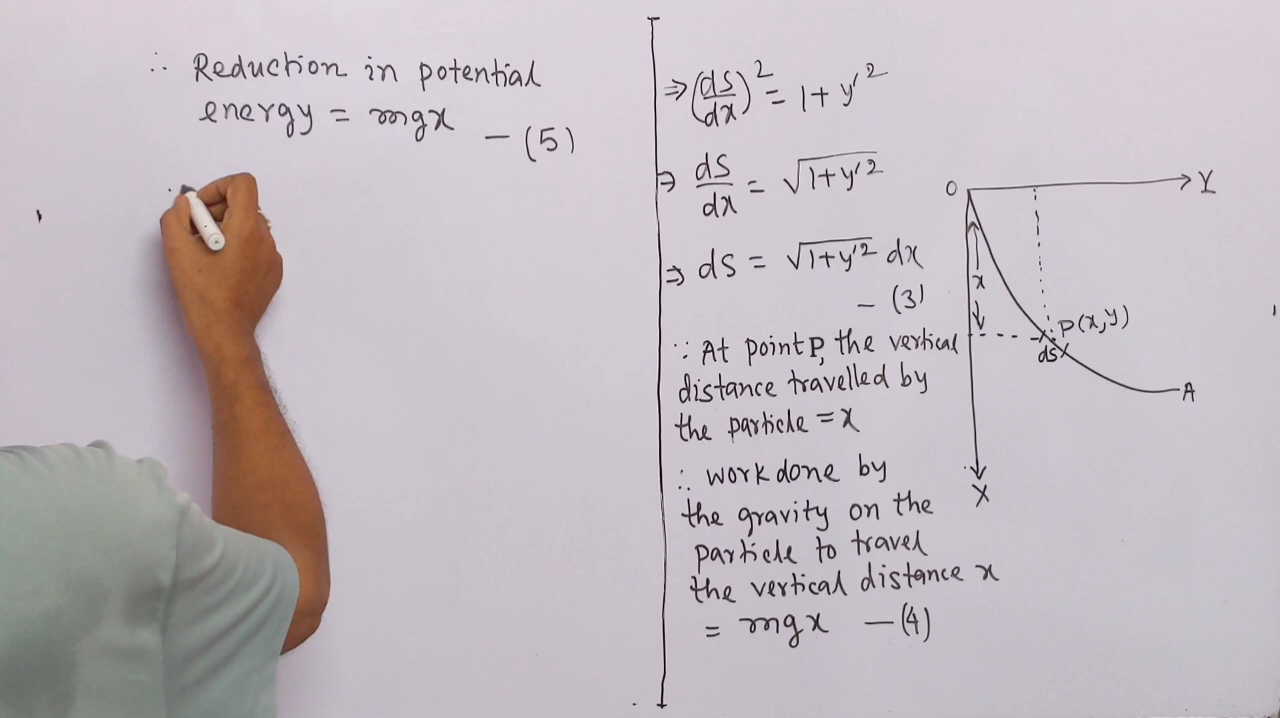 ∴ Reduction in potential
energy = mgx — (5)
⇒ (dS/dx)² = 1 + y'²
⇒ dS/dx = √(1+y'²)
⇒ dS = √(1+y'²) dx
— (3)
∵ At point P, the vertical
distance travelled by
the particle = x
∴ work done by
the gravity on the
particle to travel
the vertical distance x
= mgx — (4)
O
Y
x
P(x,y)
ds
A
X